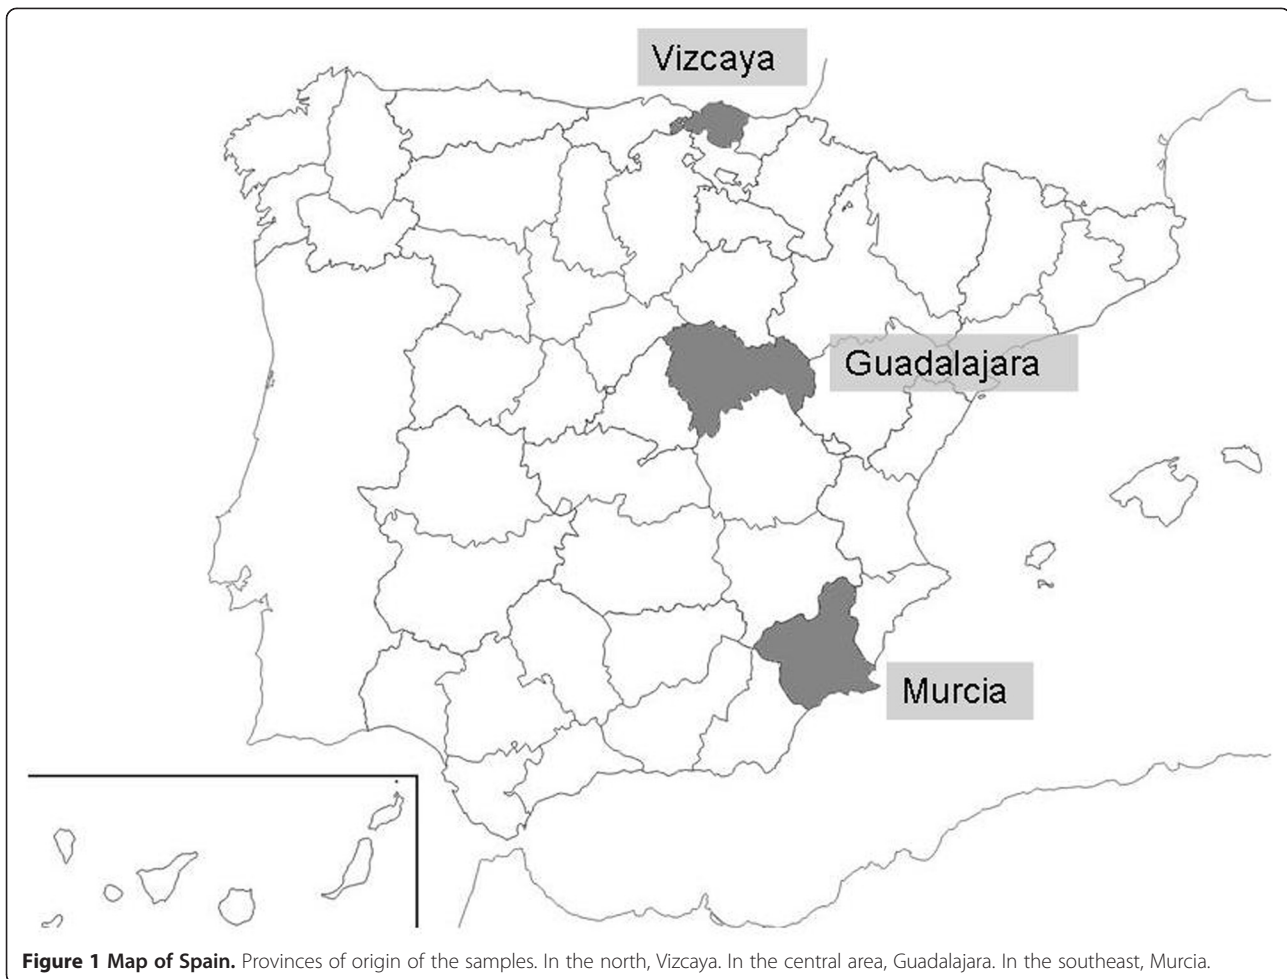 Vizcaya
Guadalajara
Murcia
Figure 1 Map of Spain. Provinces of origin of the samples. In the north, Vizcaya. In the central area, Guadalajara. In the southeast, Murcia.